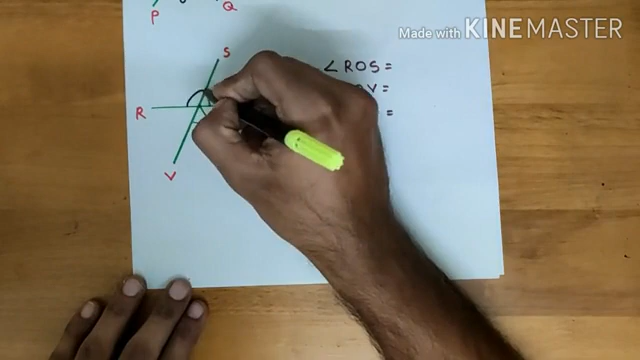 Made with KINEMASTER
P Q
S
∠ROS=
V=
R
=
V